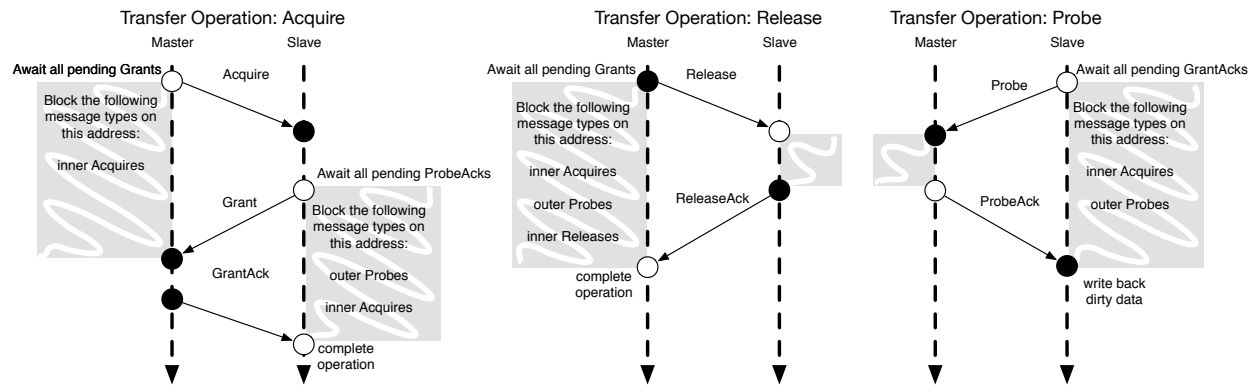 Transfer Operation: Acquire
Master
Slave
Await all pending Grants
Acquire
Block the following
message types on
this address:
inner Acquires
Await all pending ProbeAcks
Grant
Block the following
message types on
this address:
outer Probes
inner Acquires
GrantAck
complete
operation
Transfer Operation: Release
Master
Slave
Await all pending Grants
Release
Block the following
message types on
this address:
inner Acquires
outer Probes
inner Releases
ReleaseAck
complete
operation
Transfer Operation: Probe
Master
Slave
Await all pending GrantAcks
Probe
Block the following
message types on
this address:
inner Acquires
outer Probes
ProbeAck
write back
dirty data